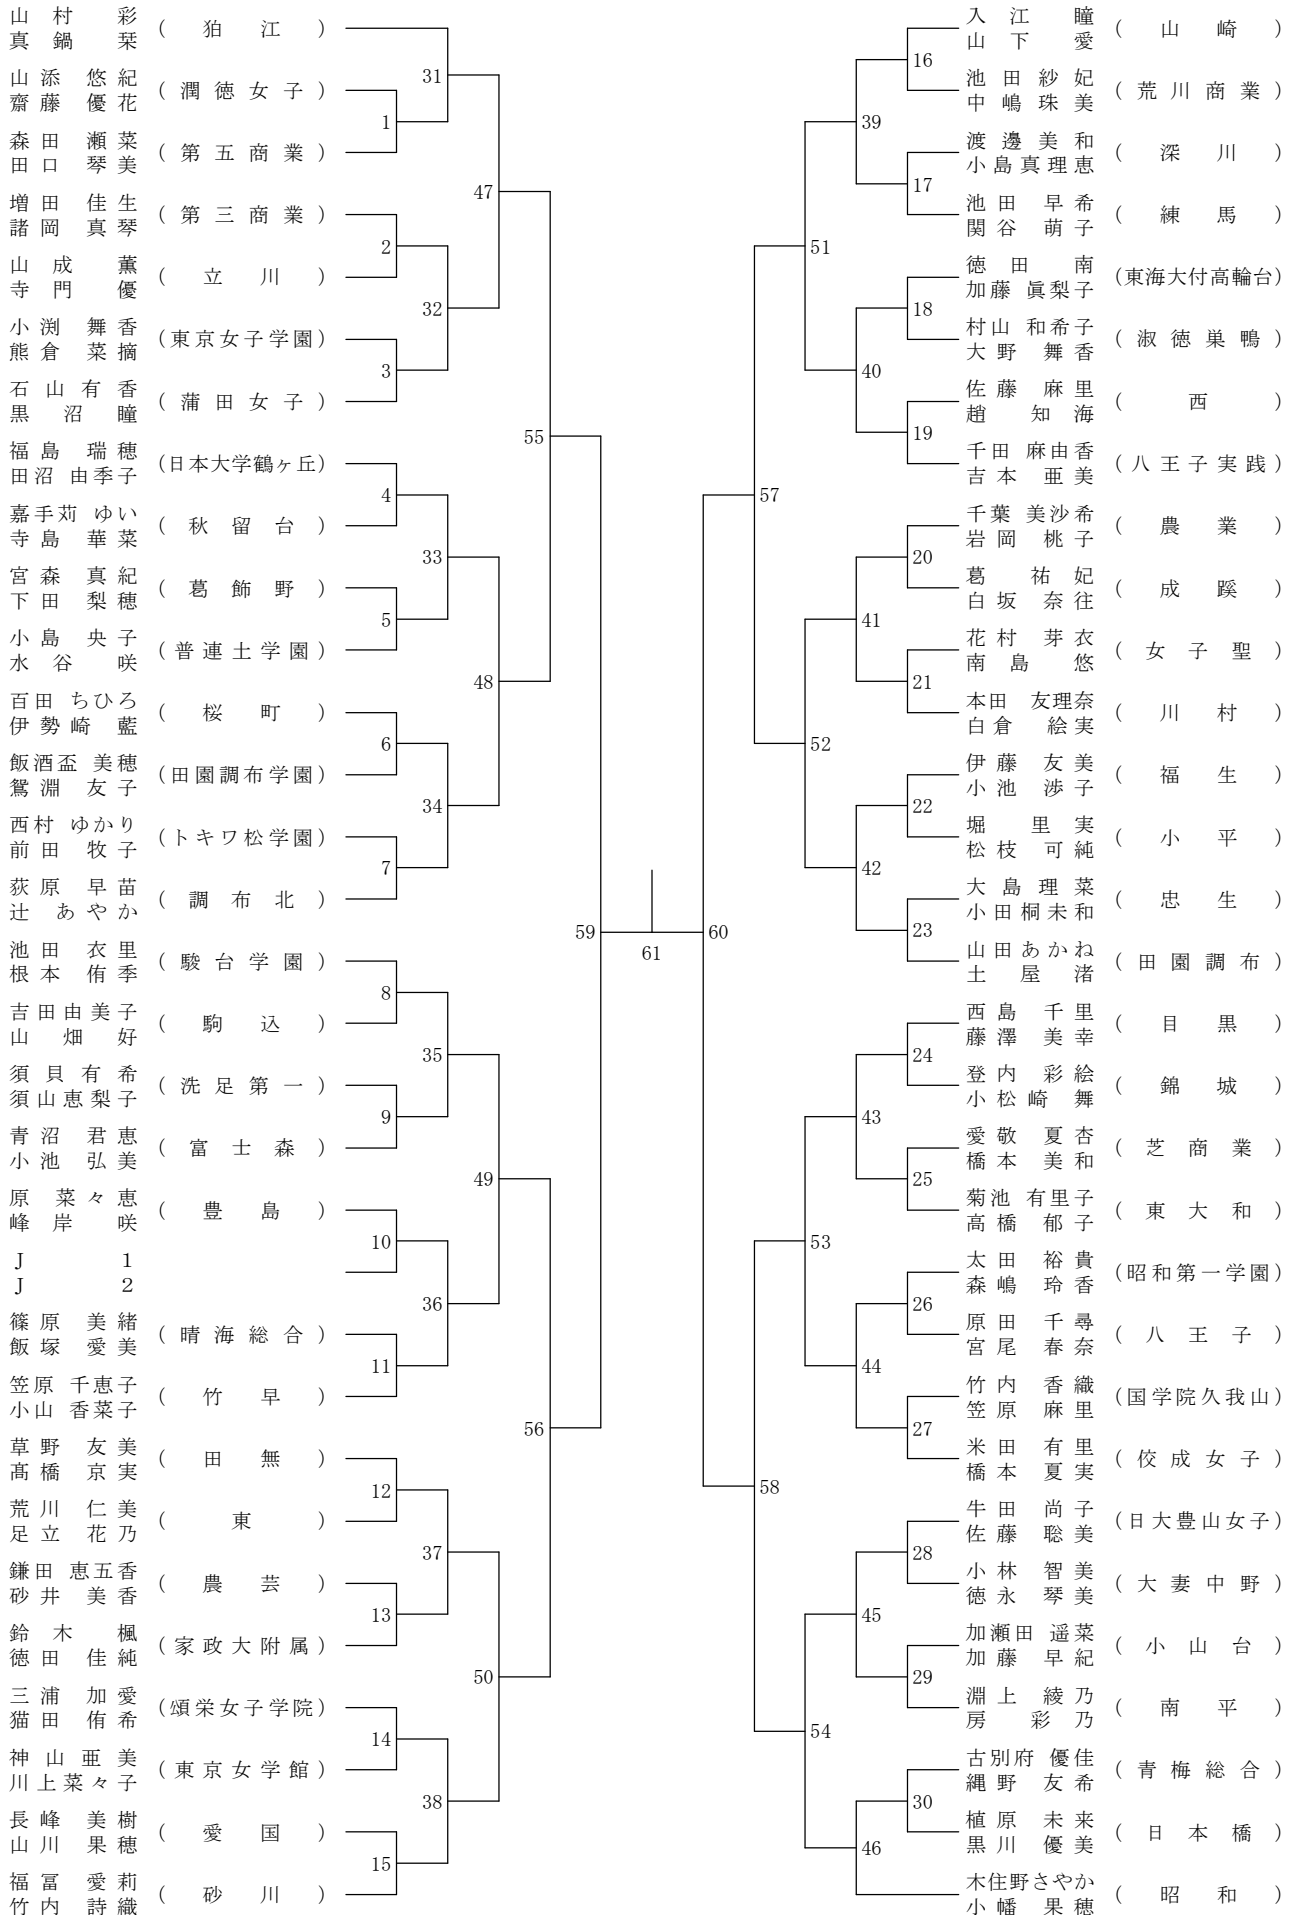 山村 彩
真鍋 栞
(狛江)
山添 悠紀
齋藤 優花
(潤徳女子)
森田 瀬菜
田口 琴美
(第五商業)
増田 佳生
諸岡 真琴
(第三商業)
山成 薫
寺門 優
(立川)
小渕 舞香
熊倉 菜摘
(東京女子学園)
石山有香
黒沼 瞳
(蒲田女子)
福島 瑞穂
田沼 由季子
(日本大学鶴ヶ丘)
嘉手苅 ゆい
寺島 華菜
(秋留台)
宮森 真紀
下田 梨穂
(葛飾野)
小島 央子
水谷 咲
(普連土学園)
百田 ちひろ
伊勢崎 藍
(桜町)
飯酒盃 美穂
鴛淵 友子
(田園調布学園)
西村 ゆかり
前田 牧子
(トキワ松学園)
荻原 早苗
辻 あやか
(調布北)
池田 衣里
根本 侑季
(駿台学園)
吉田由美子
山畑 好
(駒込)
須貝有希
須山恵梨子
(洗足第一)
青沼 君恵
小池 弘美
(富士森)
原 菜々恵
峰岸 咲
(豊島)
J 1
J 2
篠原 美緒
飯塚 愛美
(晴海総合)
笠原 千恵子
小山 香菜子
(竹早)
草野 友美
髙橋 京実
(田無)
荒川 仁美
足立 花乃
(東)
鎌田 恵五香
砂井 美香
(農芸)
鈴木 楓
徳田 佳純
(家政大附属)
三浦 加愛
猫田 侑希
(頌栄女子学院)
神山亜美
川上菜々子
(東京女学館)
長峰 美樹
山川 果穂
(愛国)
福冨 愛莉
竹内 詩織
(砂川)
1
2
3
4
5
6
7
8
9
10
11
12
13
14
15
31
32
33
34
35
36
37
38
47
48
49
50
55
56
59
61
60
57
58
51
52
53
54
39
40
41
42
43
44
45
46
16
17
18
19
20
21
22
23
24
25
26
27
28
29
30
入江 瞳
山下 愛
(山崎)
池田紗妃
中嶋珠美
(荒川商業)
渡邊美和
小島真理恵
(深川)
池田 早希
関谷 萌子
(練馬)
徳田 南
加藤 眞梨子
(東海大付高輪台)
村山 和希子
大野 舞香
(淑徳巣鴨)
佐藤 麻里
趙 知海
(西)
千田 麻由香
吉本 亜美
(八王子実践)
千葉 美沙希
岩岡 桃子
(農業)
葛 祐妃
白坂 奈往
(成蹊)
花村 芽衣
南島 悠
(女子聖)
本田 友理奈
白倉 絵実
(川村)
伊藤 友美
小池 渉子
(福生)
堀 里実
松枝 可純
(小平)
大島理菜
小田桐未和
(忠生)
山田あかね
土屋 渚
(田園調布)
西島 千里
藤澤 美幸
(目黒)
登内 彩絵
小松崎 舞
(錦城)
愛敬 夏杏
橋本 美和
(芝商業)
菊池 有里子
高橋 郁子
(東大和)
太田 裕貴
森嶋 玲香
(昭和第一学園)
原田 千尋
宮尾 春奈
(八王子)
竹内 香織
笠原 麻里
(国学院久我山)
米田 有里
橋本 夏実
(佼成女子)
牛田 尚子
佐藤 聡美
(日大豊山女子)
小林 智美
徳永 琴美
(大妻中野)
加瀬田 遥菜
加藤 早紀
(小山台)
淵上 綾乃
房 彩乃
(南平)
古別府 優佳
縄野 友希
(青梅総合)
植原 未来
黒川 優美
(日本橋)
木住野さやか
小幡 果穂
(昭和)